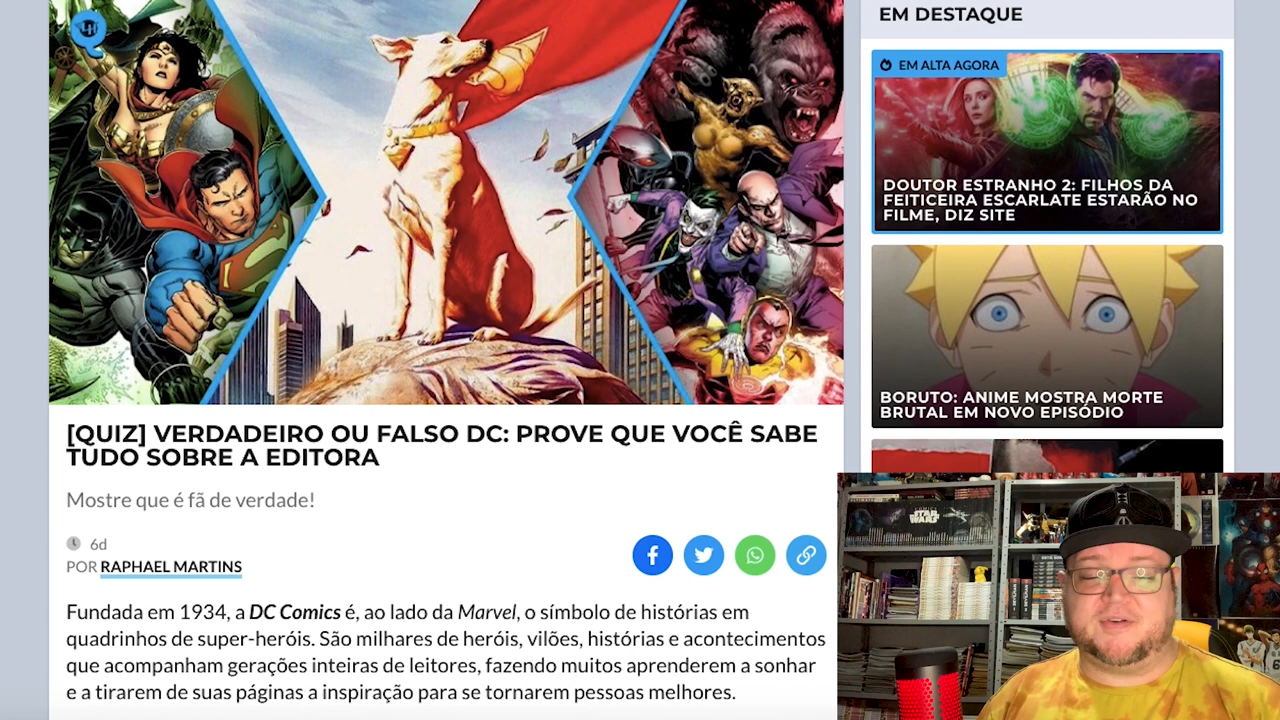 [QUIZ] VERDADEIRO OU FALSO DC: PROVE QUE VOCÊ SABE
TUDO SOBRE A EDITORA
Mostre que é fã de verdade!
6d
POR RAPHAEL MARTINS
Fundada em 1934, a DC Comics é, ao lado da Marvel, o símbolo de histórias em
quadrinhos de super-heróis. São milhares de heróis, vilões, histórias e acontecimentos
que acompanham gerações inteiras de leitores, fazendo muitos aprenderem a sonhar
e a tirarem de suas páginas a inspiração para se tornarem pessoas melhores.
EM DESTAQUE
EM ALTA AGORA
DOUTOR ESTRANHO 2: FILHOS DA
FEITICEIRA ESCARLATE ESTARÃO NO
FILME, DIZ SITE
BORUTO: ANIME MOSTRA MORTE
BRUTAL EM NOVO EPISÓDIO
COMICS
STAR
WARS